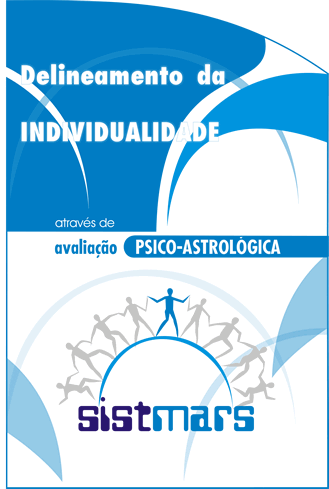 Delineamento da
INDIVIDUALIDADE
através de
avaliação PSICO-ASTROLÓGICA
sistmars